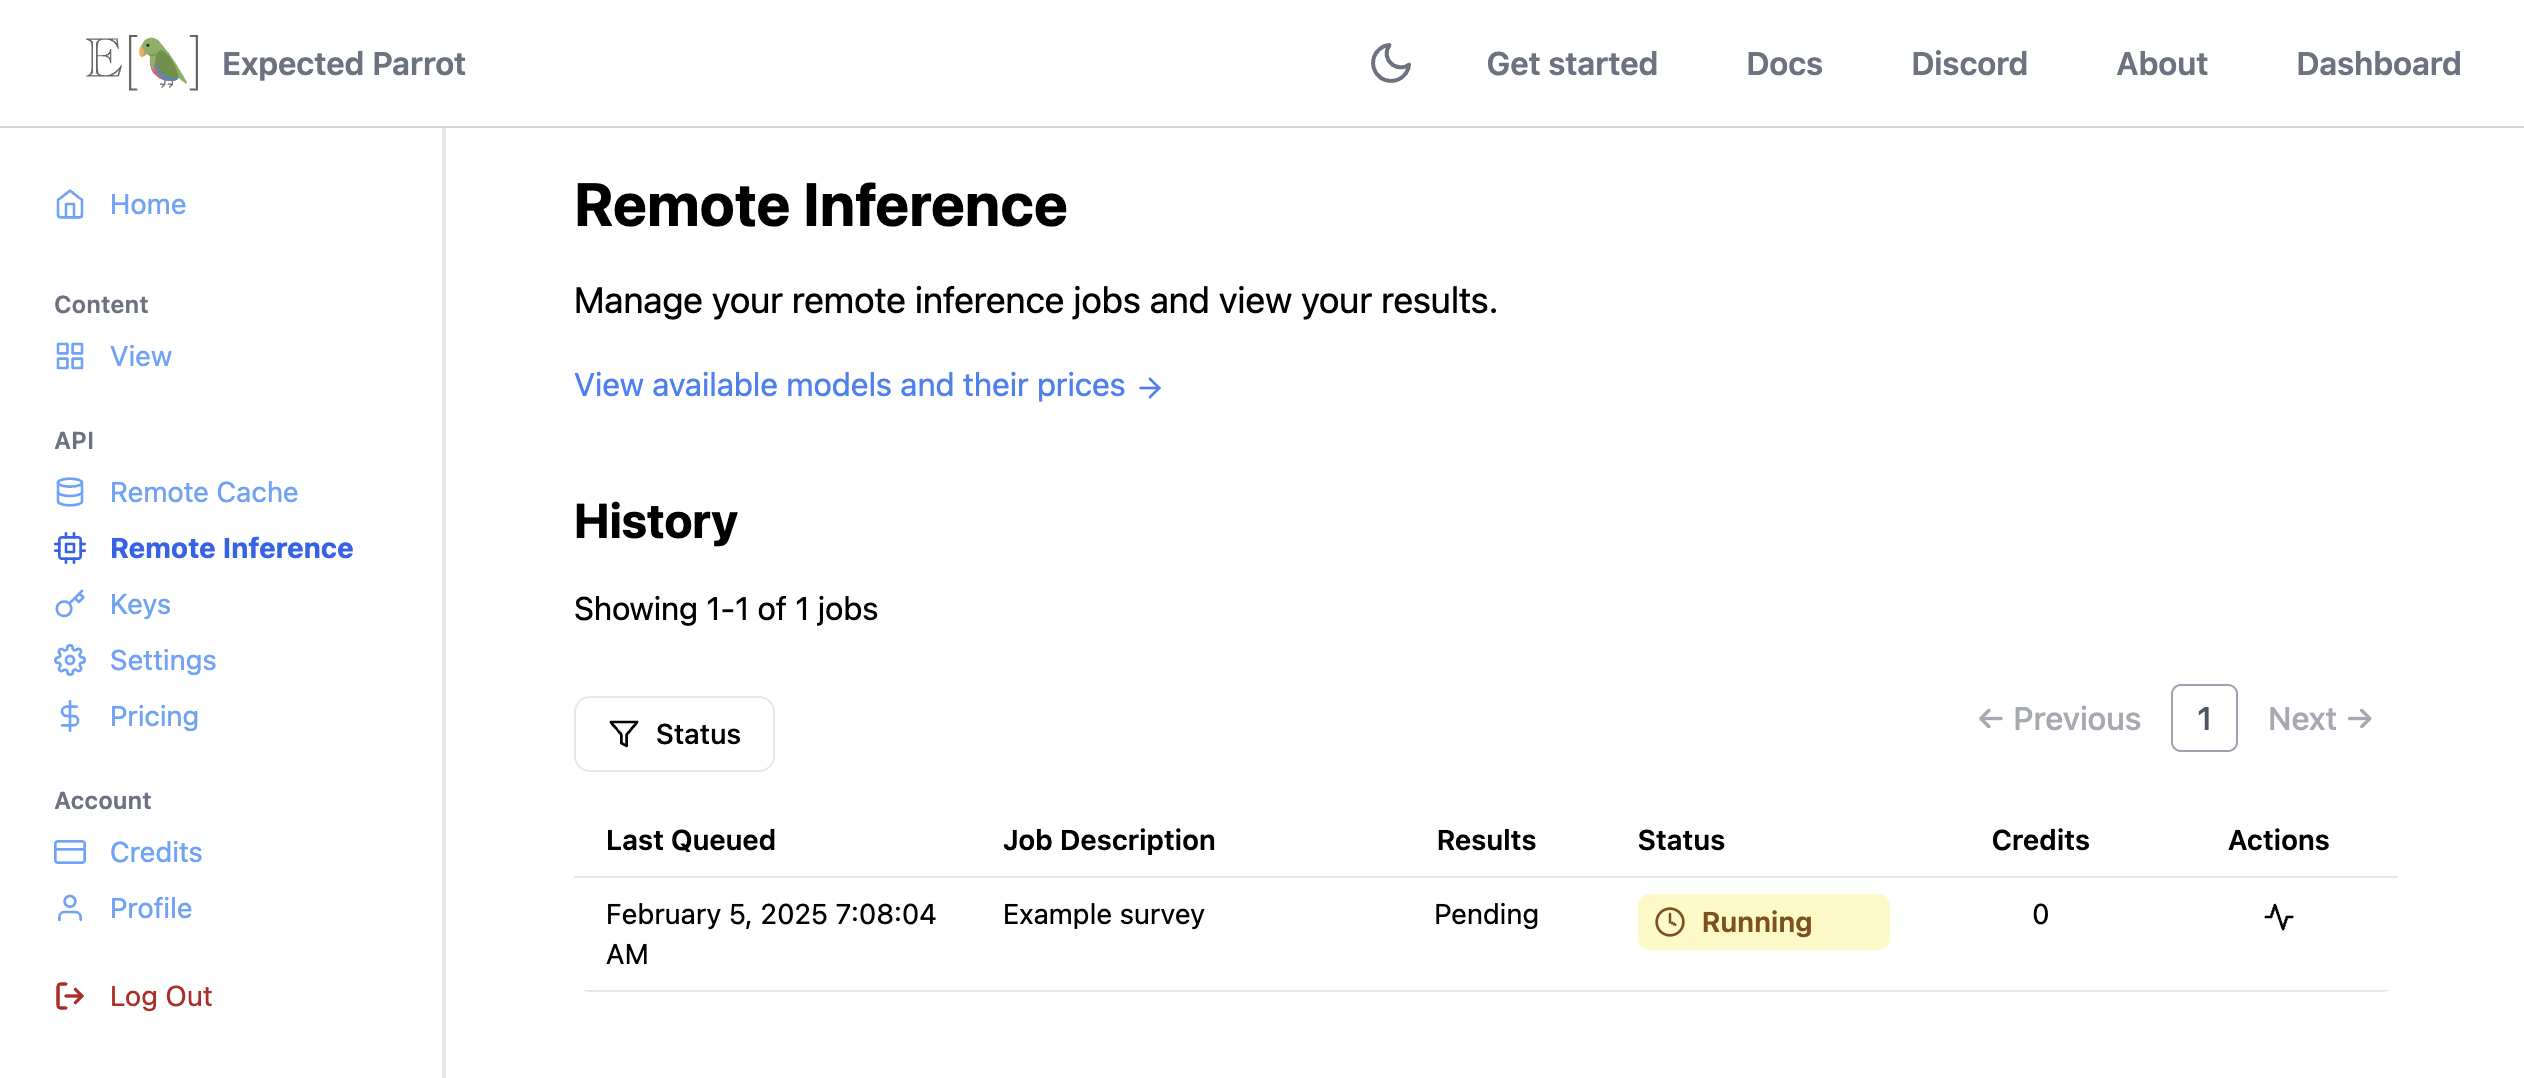 E[ ] Expected Parrot
Get started
Docs
Discord
About
Dashboard
Home
Content
View
API
Remote Cache
Remote Inference
Keys
Settings
Pricing
Account
Credits
Profile
Log Out
Remote Inference
Manage your remote inference jobs and view your results.
View available models and their prices →
History
Showing 1-1 of 1 jobs
Status
← Previous 1 Next →
Last Queued Job Description Results Status Credits Actions
February 5, 2025 7:08:04 Example survey Pending Running 0
AM